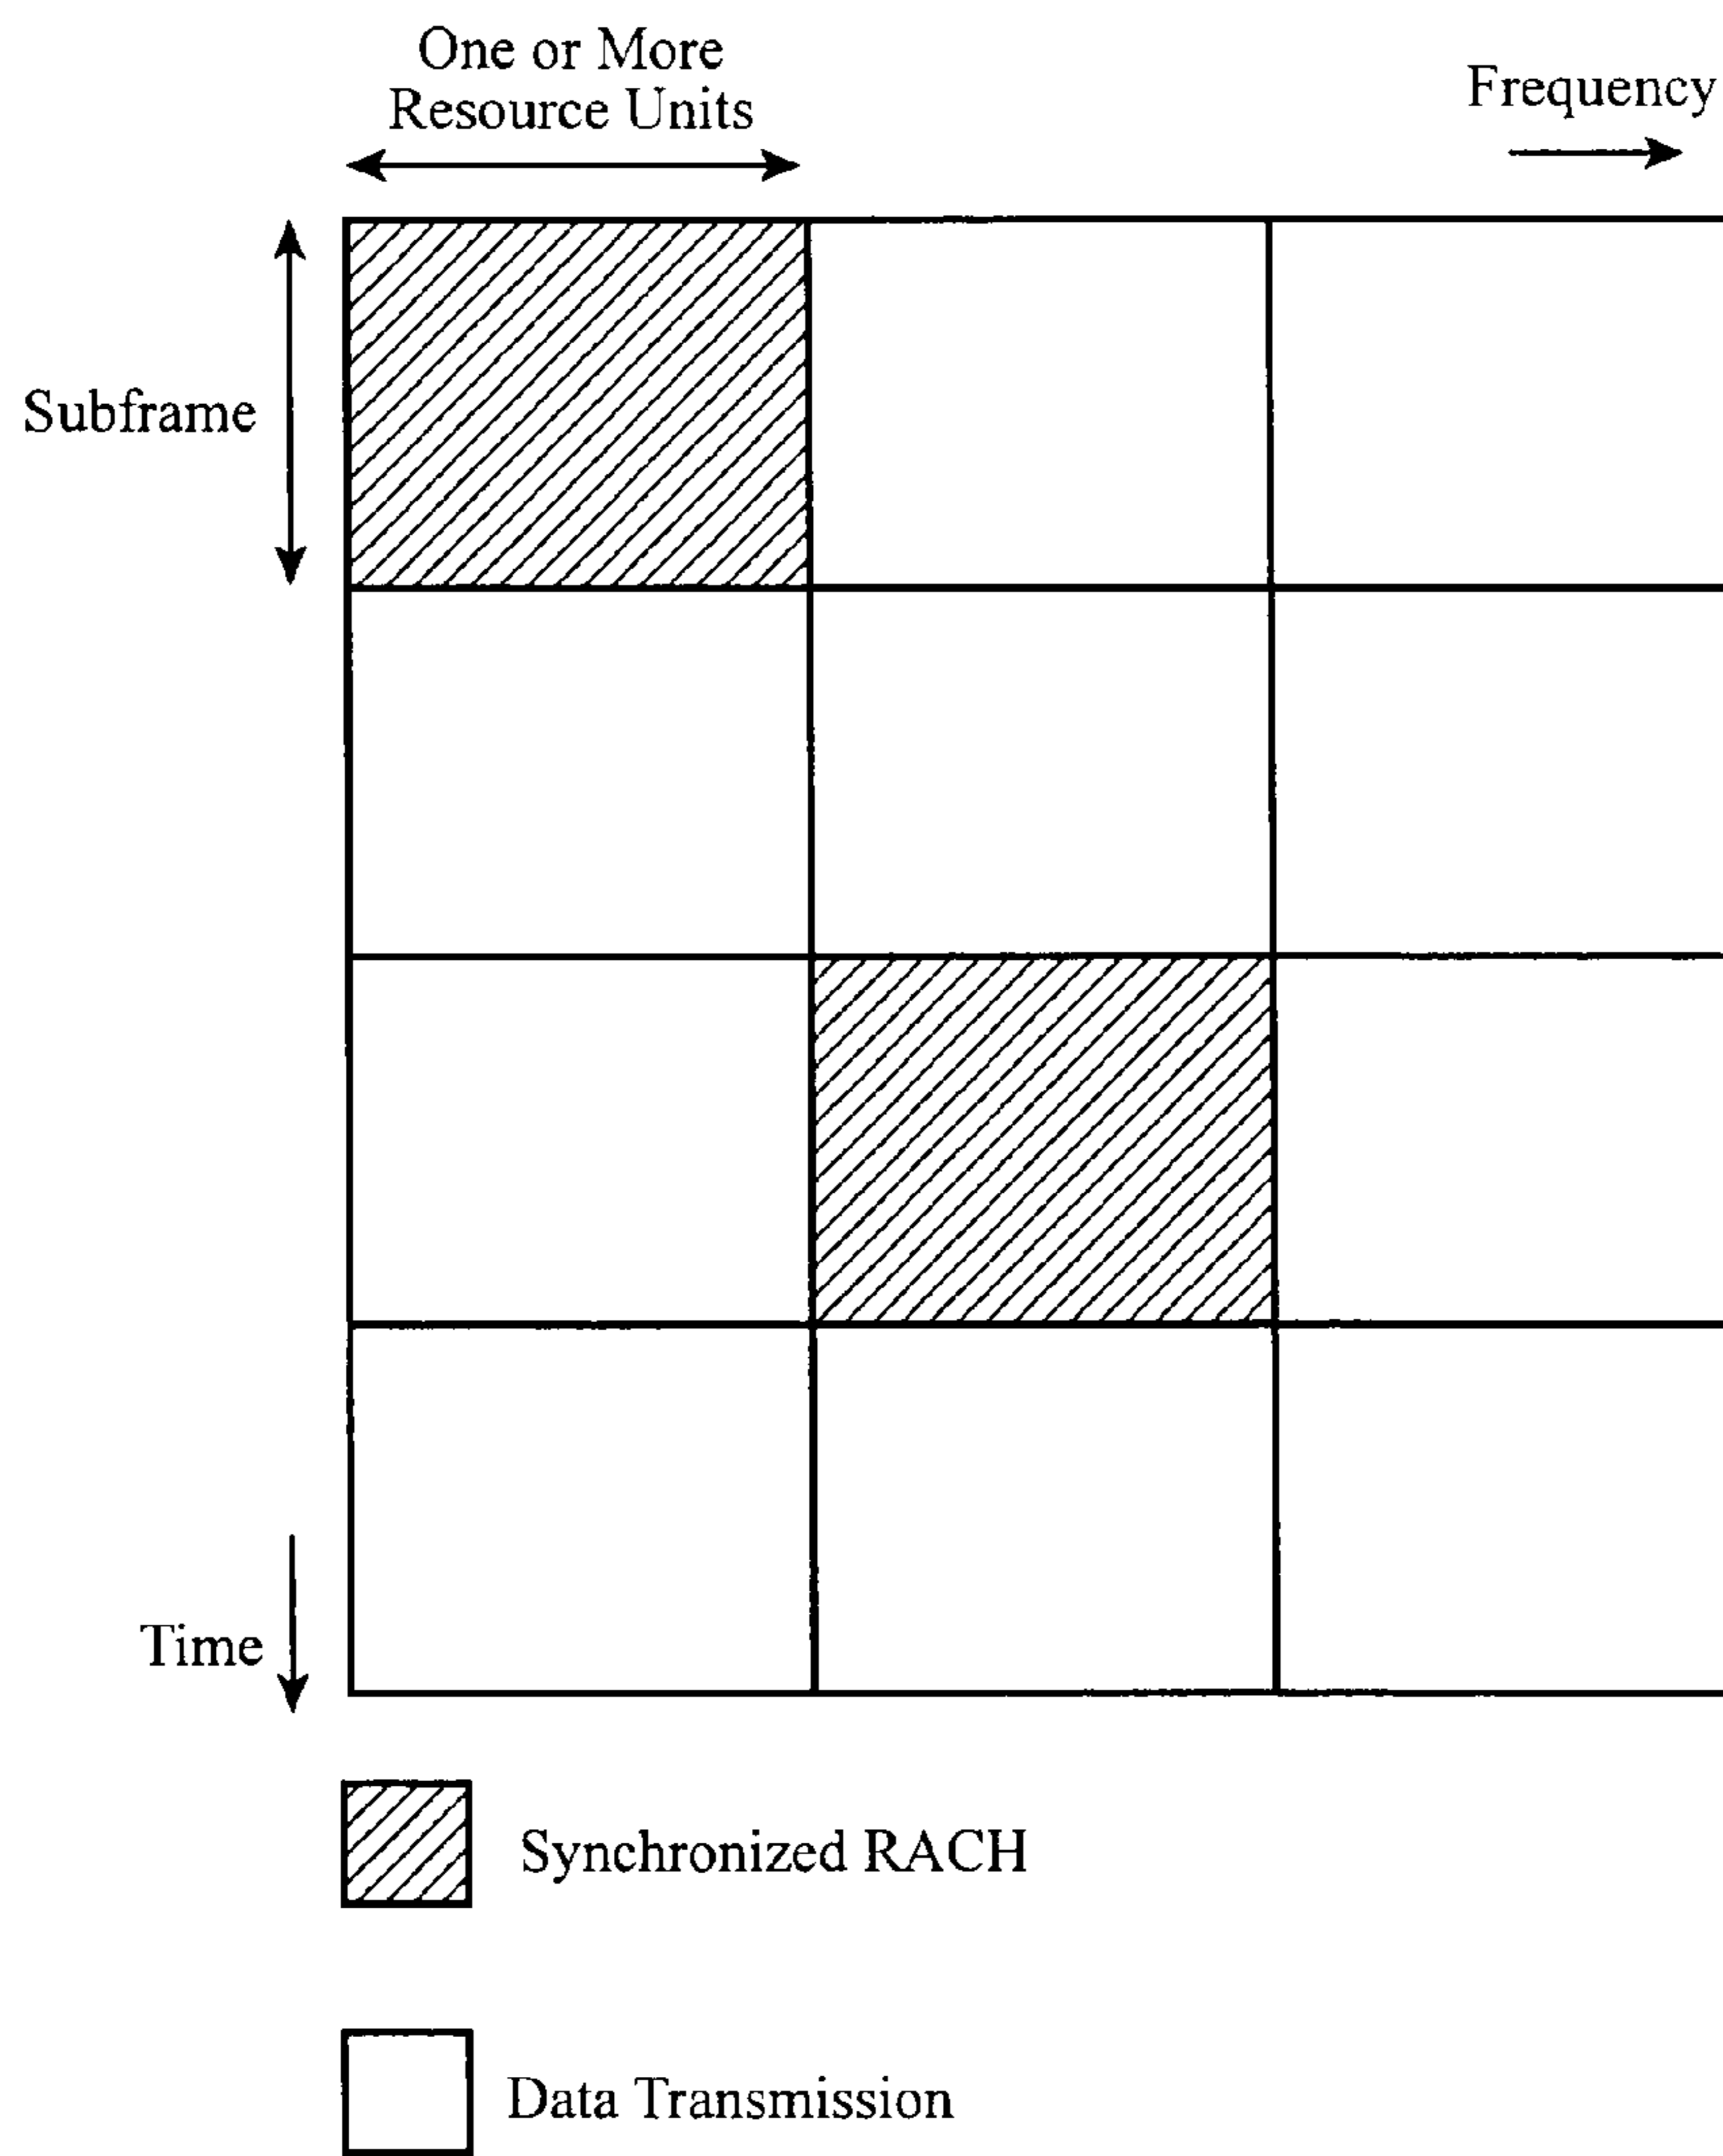 One or More
Resource Units
Frequency
Subframe
Time
Synchronized RACH
Data Transmission